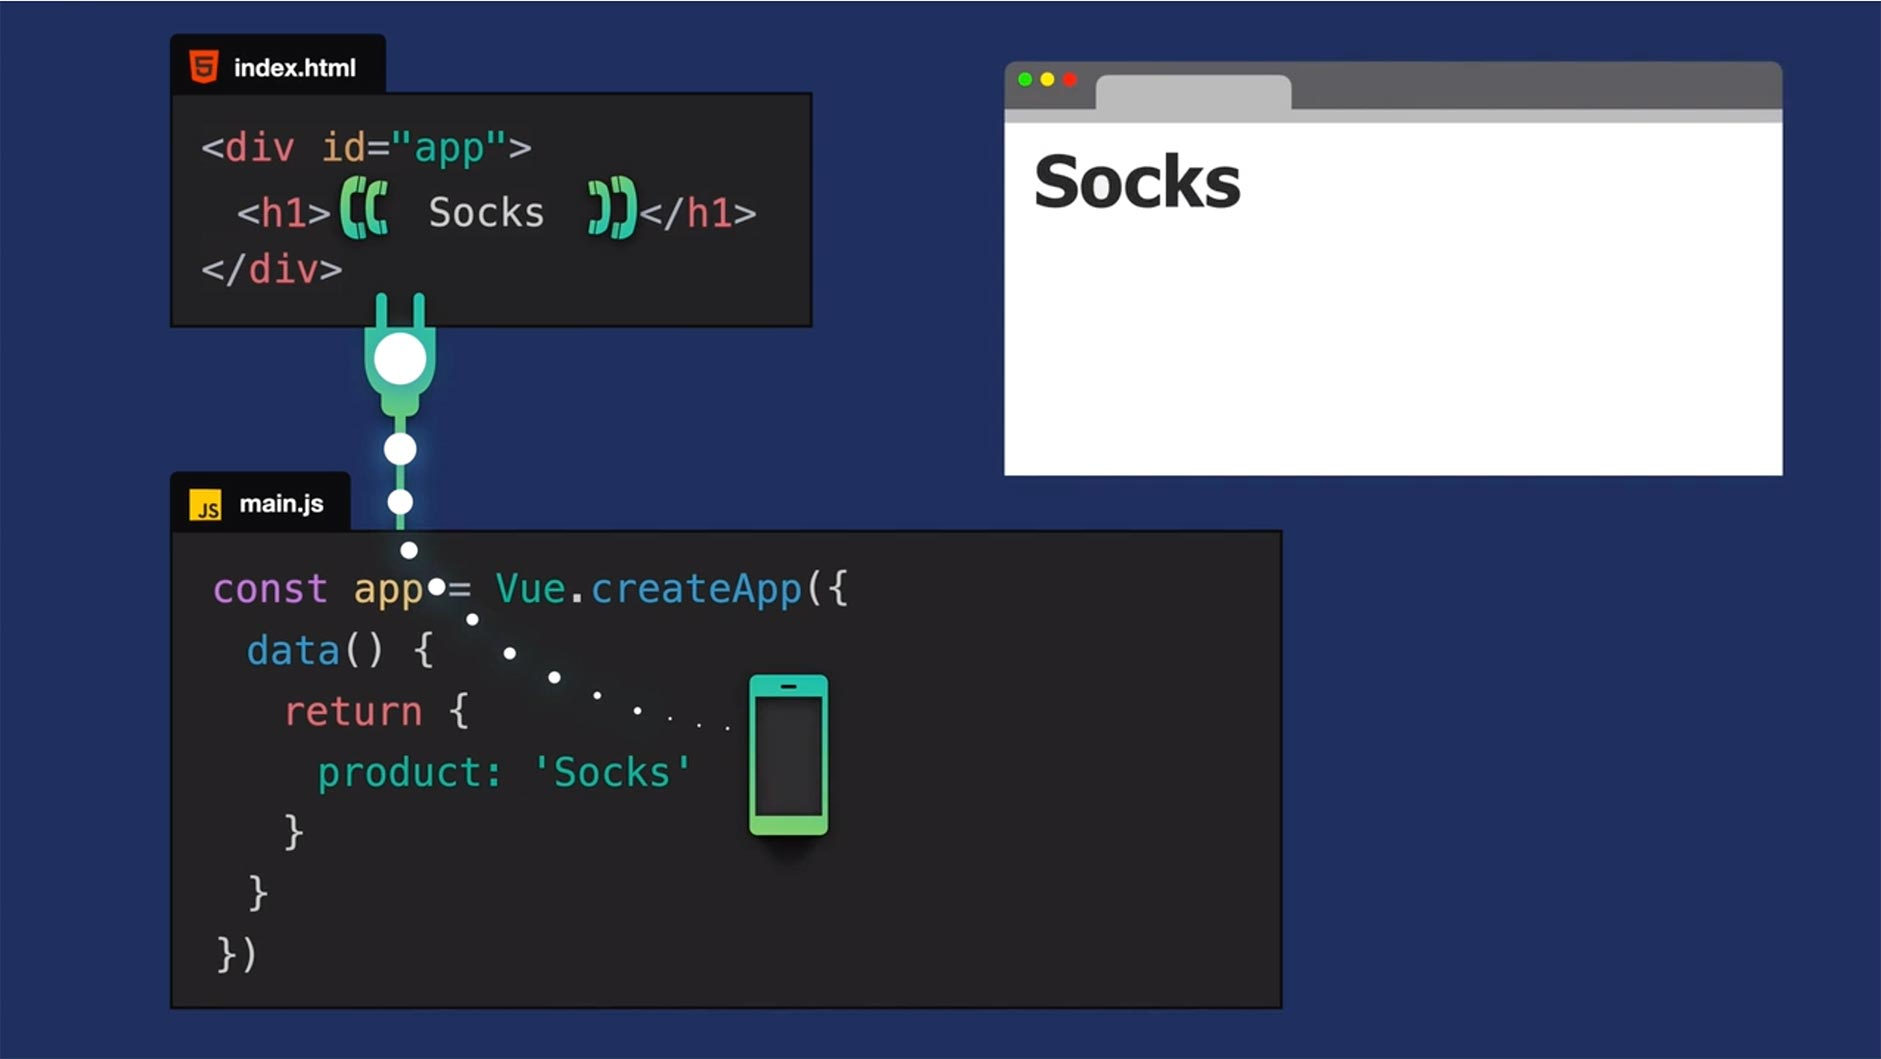 index.html
<div id="app">
<h1> Socks </h1>
</div>
JS main.js
const app = Vue.createApp({
data() {
return {
product: 'Socks'
}
}
})
Socks